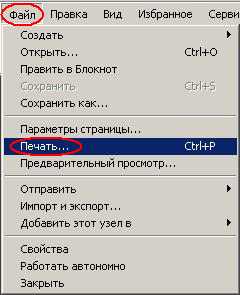 Файл Правка Вид Избранное Серви
Создать
Открыть... Ctrl+O
Править в Блокнот
Сохранить Ctrl+S
Сохранить как...
Параметры страницы...
Печать... Ctrl+P
Предварительный просмотр...
Отправить
Импорт и экспорт...
Добавить этот узел в
Свойства
Работать автономно
Закрыть